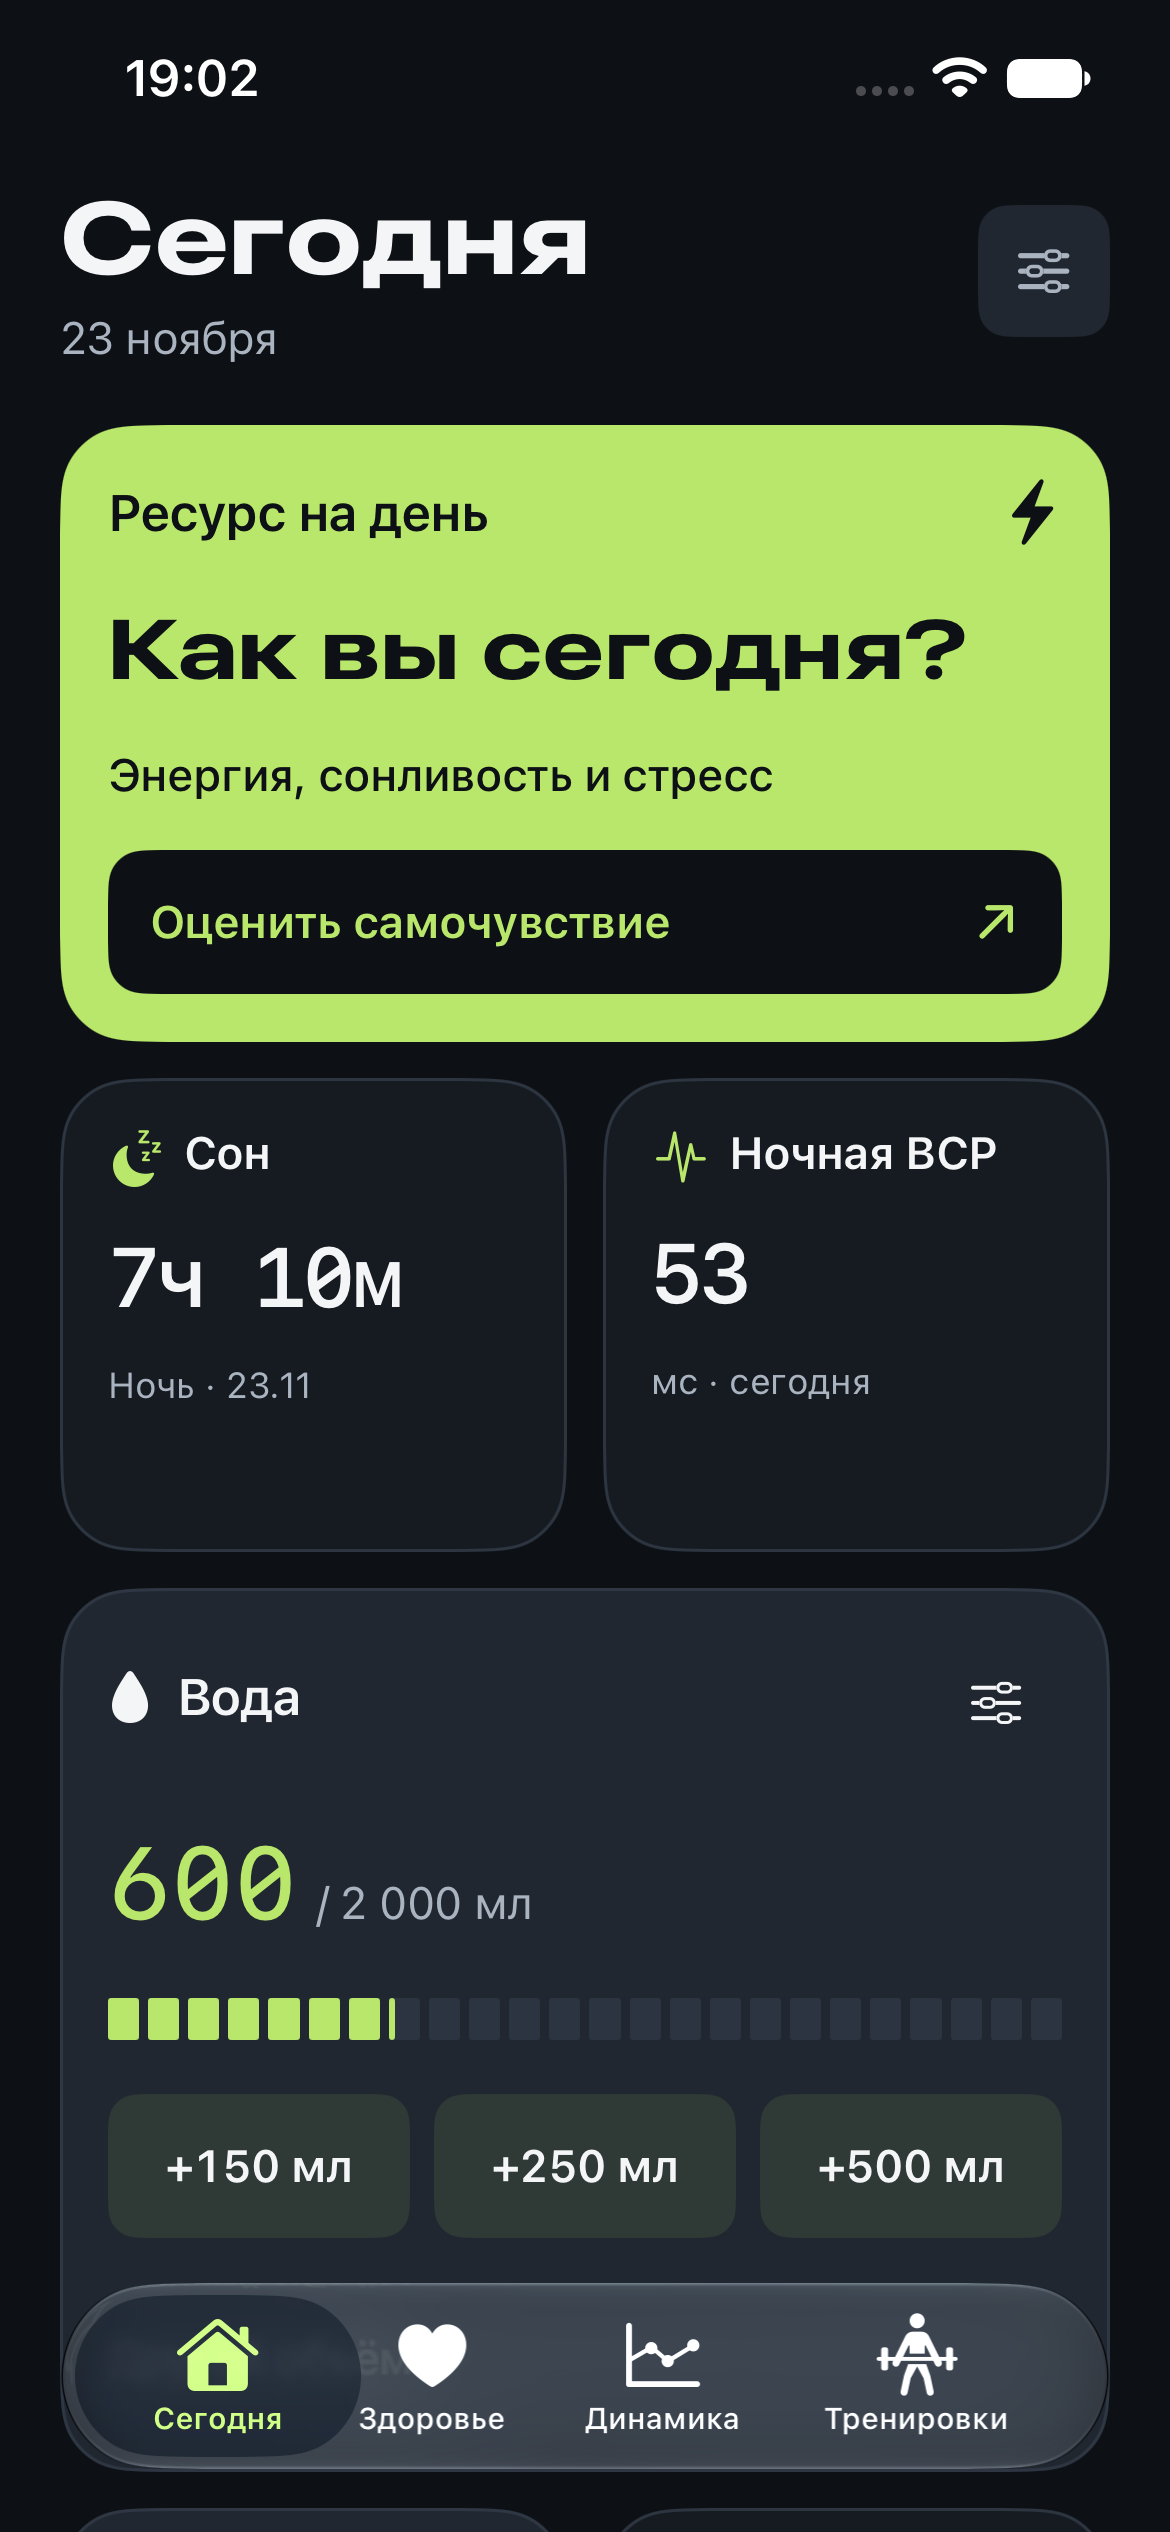 19:02
Сегодня
23 ноября
Ресурс на день
Как вы сегодня?
Энергия, сонливость и стресс
Оценить самочувствие
Сон
7ч 10м
Ночь · 23.11
Ночная ВСР
53
мс · сегодня
Вода
600 / 2 000 мл
+150 мл +250 мл +500 мл
Сегодня Здоровье Динамика Тренировки